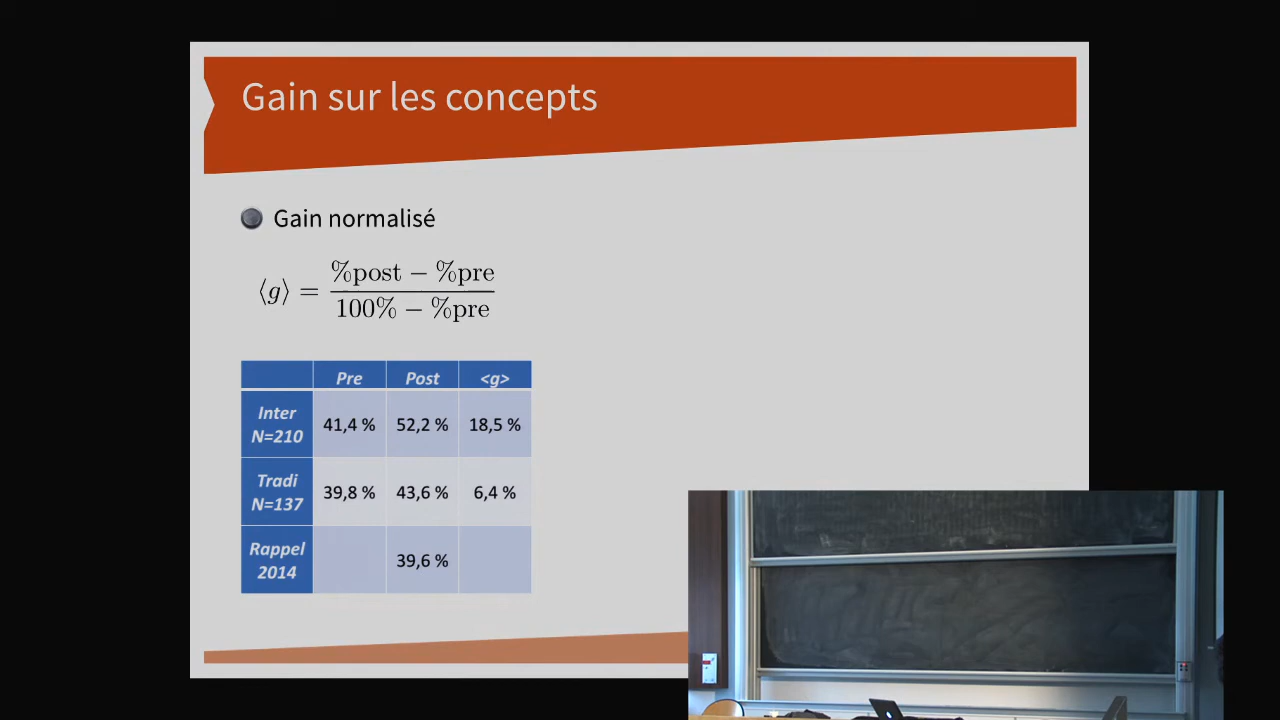 Gain sur les concepts
Gain normalisé
⟨g⟩ = %post − %pre / 100% − %pre
Pre Post <g>
Inter N=210 41,4 % 52,2 % 18,5 %
Tradi N=137 39,8 % 43,6 % 6,4 %
Rappel 2014 39,6 %